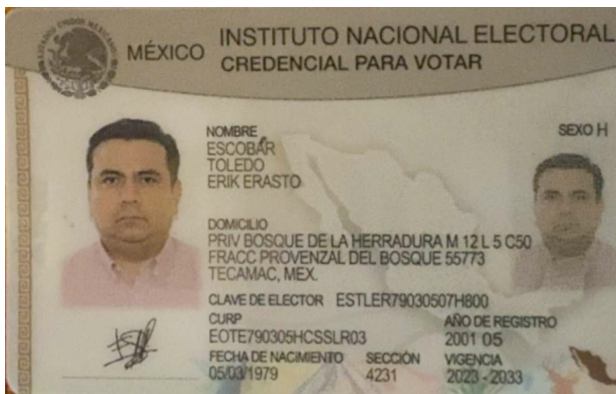 MÉXICO INSTITUTO NACIONAL ELECTORAL
CREDENCIAL PARA VOTAR
NOMBRE
ESCOBAR
TOLEDO
ERIK ERASTO
SEXO H
DOMICILIO
PRIV BOSQUE DE LA HERRADURA M 12 L 5 C50
FRACC PROVENZAL DEL BOSQUE 55773
TECAMAC, MEX.
CLAVE DE ELECTOR ESTLER79030507H800
CURP
EOTE790305HCSSLR03
AÑO DE REGISTRO
2001 05
FECHA DE NACIMIENTO
05/03/1979
SECCIÓN
4231
VIGENCIA
2023 - 2033